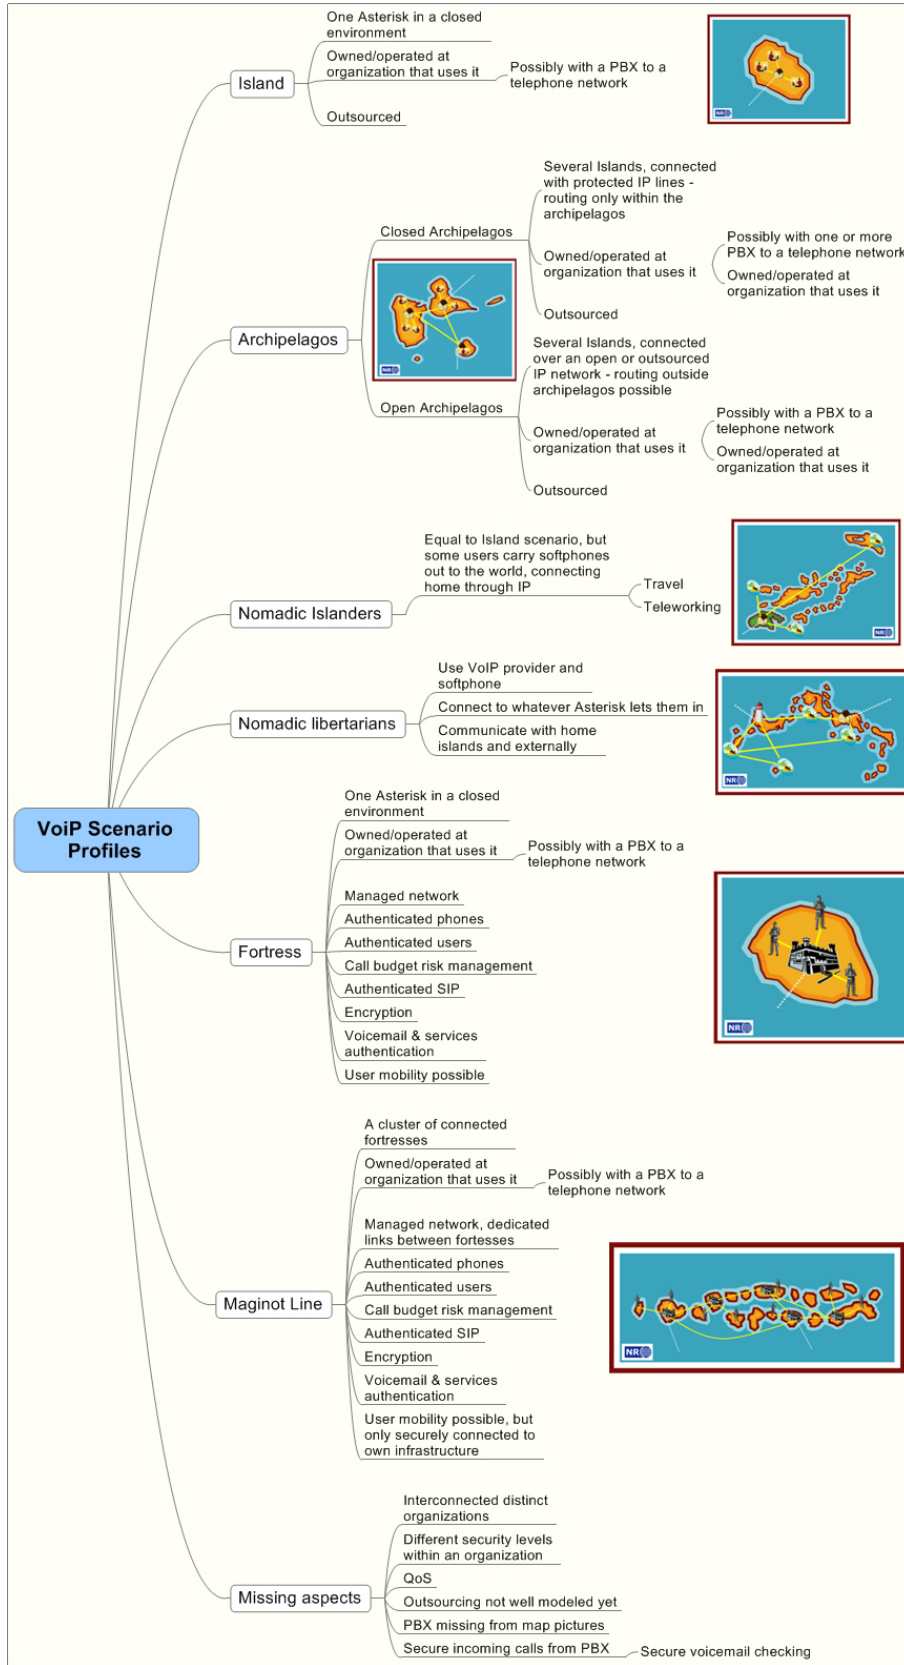 One Asterisk in a closed
environment
Owned/operated at
organization that uses it
Possibly with a PBX to a
telephone network
Island
Outsourced
NR
Several Islands, connected
with protected IP lines -
routing only within the
archipelagos
Closed Archipelagos
Possibly with one or more
PBX to a telephone network
Owned/operated at
organization that uses it
Owned/operated at
organization that uses it
Outsourced
Archipelagos
NR
Several Islands, connected
over an open or outsourced
IP network - routing outside
archipelagos possible
Open Archipelagos
Possibly with a PBX to a
telephone network
Owned/operated at
organization that uses it
Owned/operated at
organization that uses it
Outsourced
Equal to Island scenario, but
some users carry softphones
out to the world, connecting
home through IP
Travel
Teleworking
Nomadic Islanders
NR
Use VoIP provider and
softphone
Connect to whatever Asterisk lets them in
Nomadic libertarians
Communicate with home
islands and externally
NR
VoiP Scenario
Profiles
One Asterisk in a closed
environment
Owned/operated at
organization that uses it
Possibly with a PBX to a
telephone network
Managed network
Authenticated phones
Authenticated users
Fortress
Call budget risk management
Authenticated SIP
Encryption
Voicemail & services
authentication
User mobility possible
NR
A cluster of connected
fortresses
Owned/operated at
organization that uses it
Possibly with a PBX to a
telephone network
Managed network, dedicated
links between fortesses
Authenticated phones
Authenticated users
Maginot Line
Call budget risk management
Authenticated SIP
Encryption
Voicemail & services
authentication
User mobility possible, but
only securely connected to
own infrastructure
NR
Interconnected distinct
organizations
Different security levels
within an organization
QoS
Missing aspects
Outsourcing not well modeled yet
PBX missing from map pictures
Secure incoming calls from PBX
Secure voicemail checking